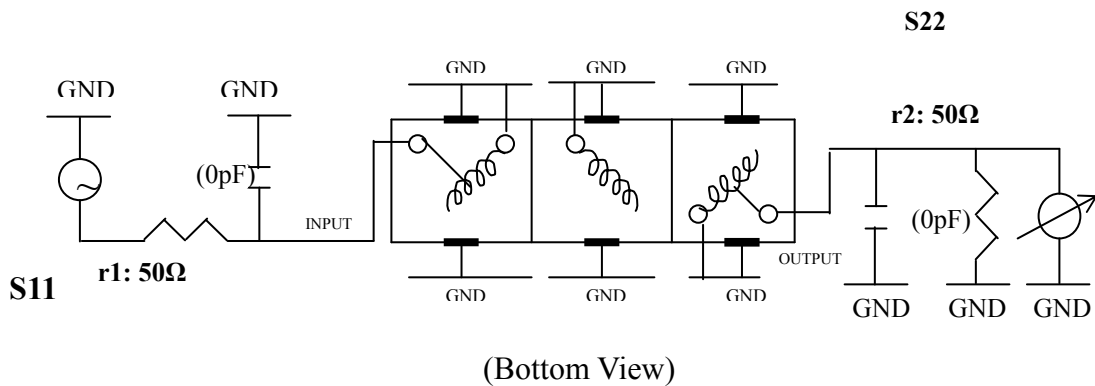 S22
GND
GND
GND
GND
GND
r2: 50Ω
(0pF)
(0pF)
INPUT
r1: 50Ω
S11
OUTPUT
GND
GND
GND
GND
GND
GND
(Bottom View)